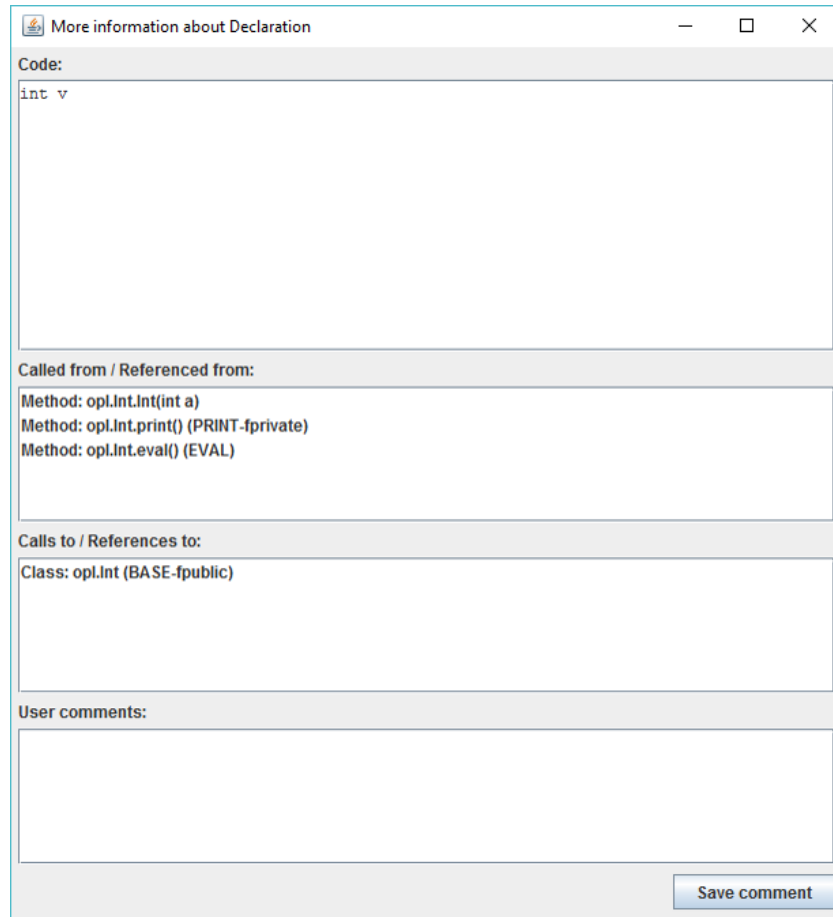 More information about Declaration
Code:
int v
Called from / Referenced from:
Method: opl.Int.Int(int a)
Method: opl.Int.print() (PRINT-fprivate)
Method: opl.Int.eval() (EVAL)
Calls to / References to:
Class: opl.Int (BASE-fpublic)
User comments:
Save comment